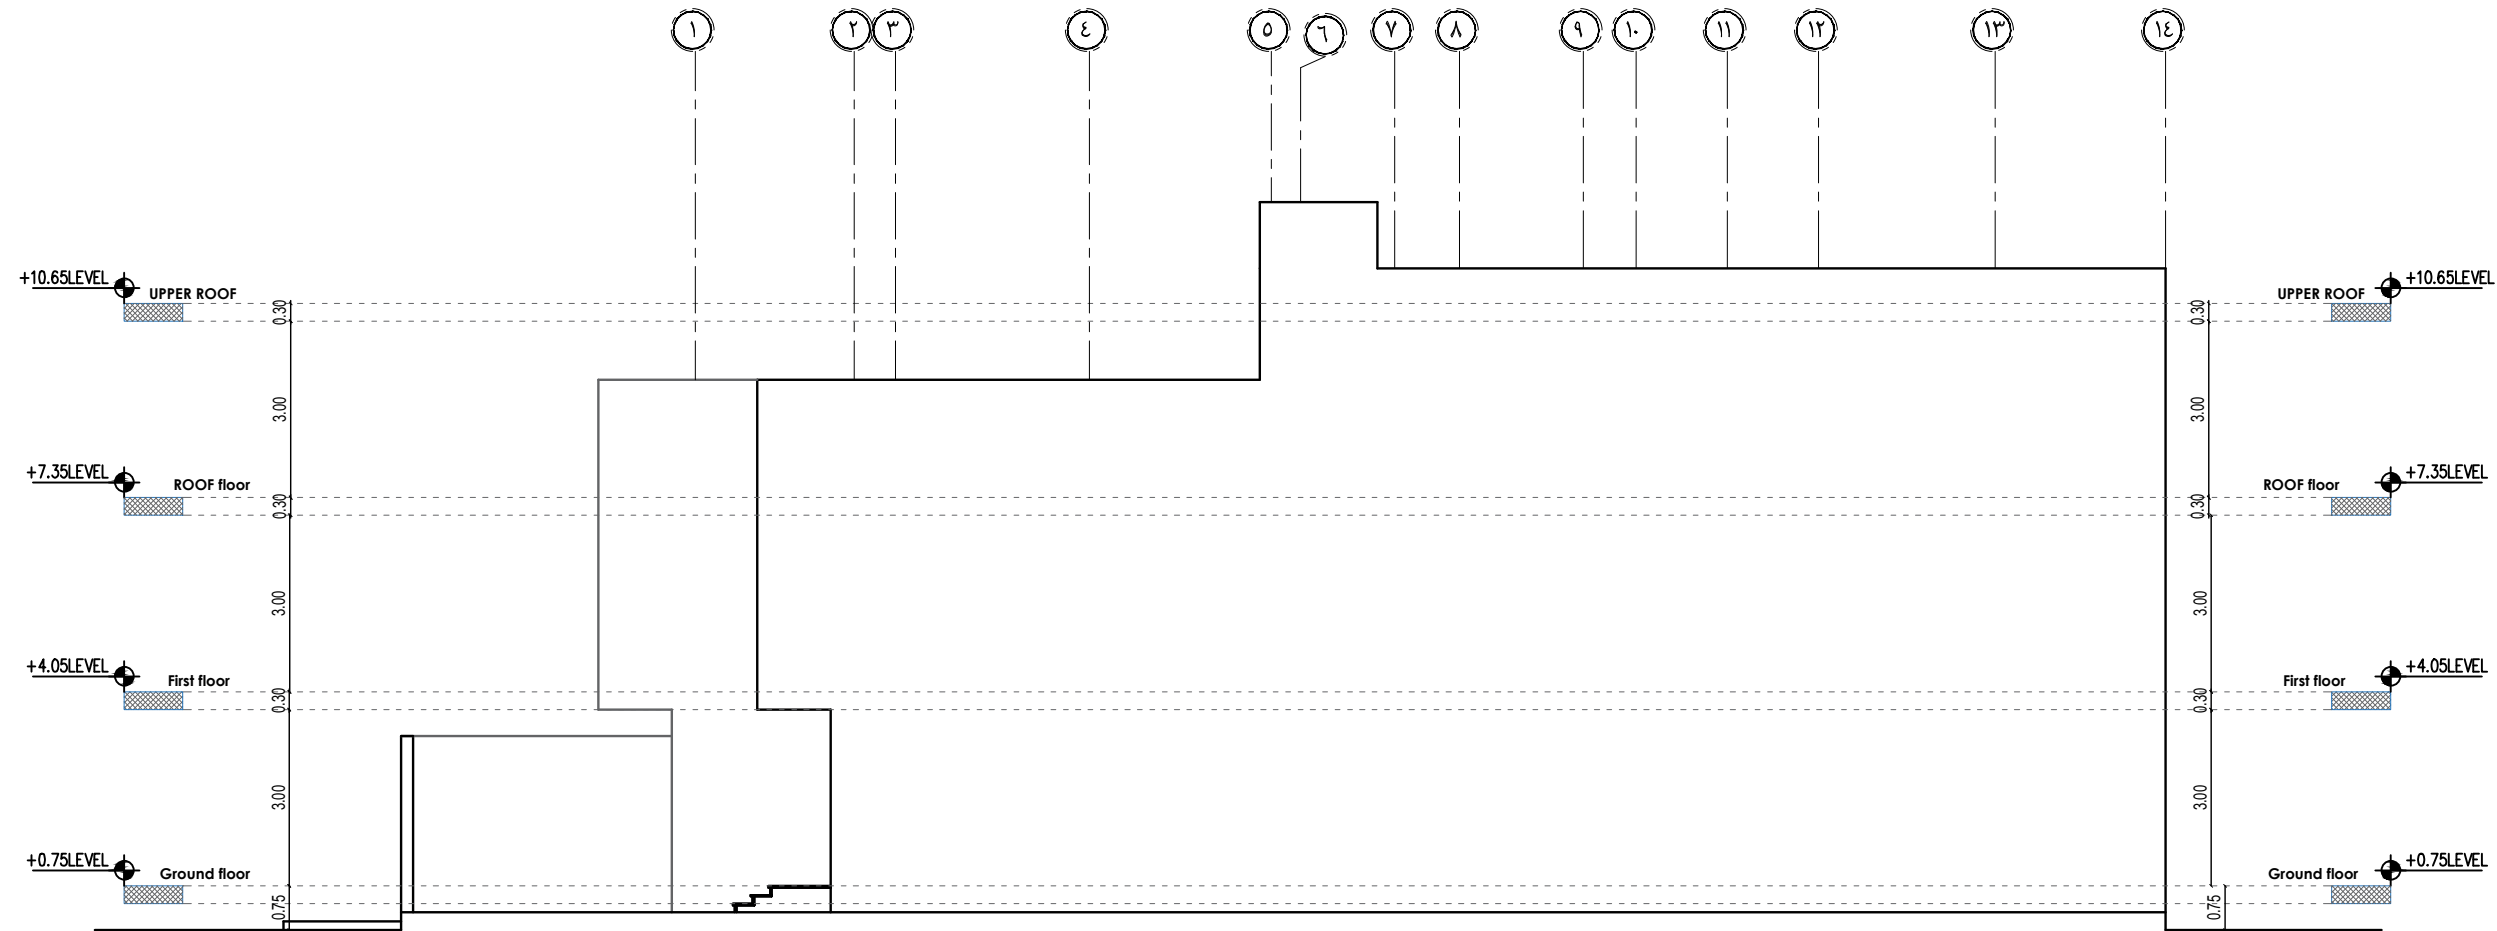 ١ ٢ ٣ ٤ ٥ ٦ ٧ ٨ ٩ ١٠ ١١ ١٢ ١٣ ١٤
+10.65LEVEL UPPER ROOF 0.30 0.30 UPPER ROOF +10.65LEVEL
3.00 3.00
+7.35LEVEL ROOF floor 0.30 0.30 ROOF floor +7.35LEVEL
3.00 3.00
+4.05LEVEL First floor 0.30 0.30 First floor +4.05LEVEL
3.00 3.00
+0.75LEVEL Ground floor Ground floor +0.75LEVEL
0.75 0.75